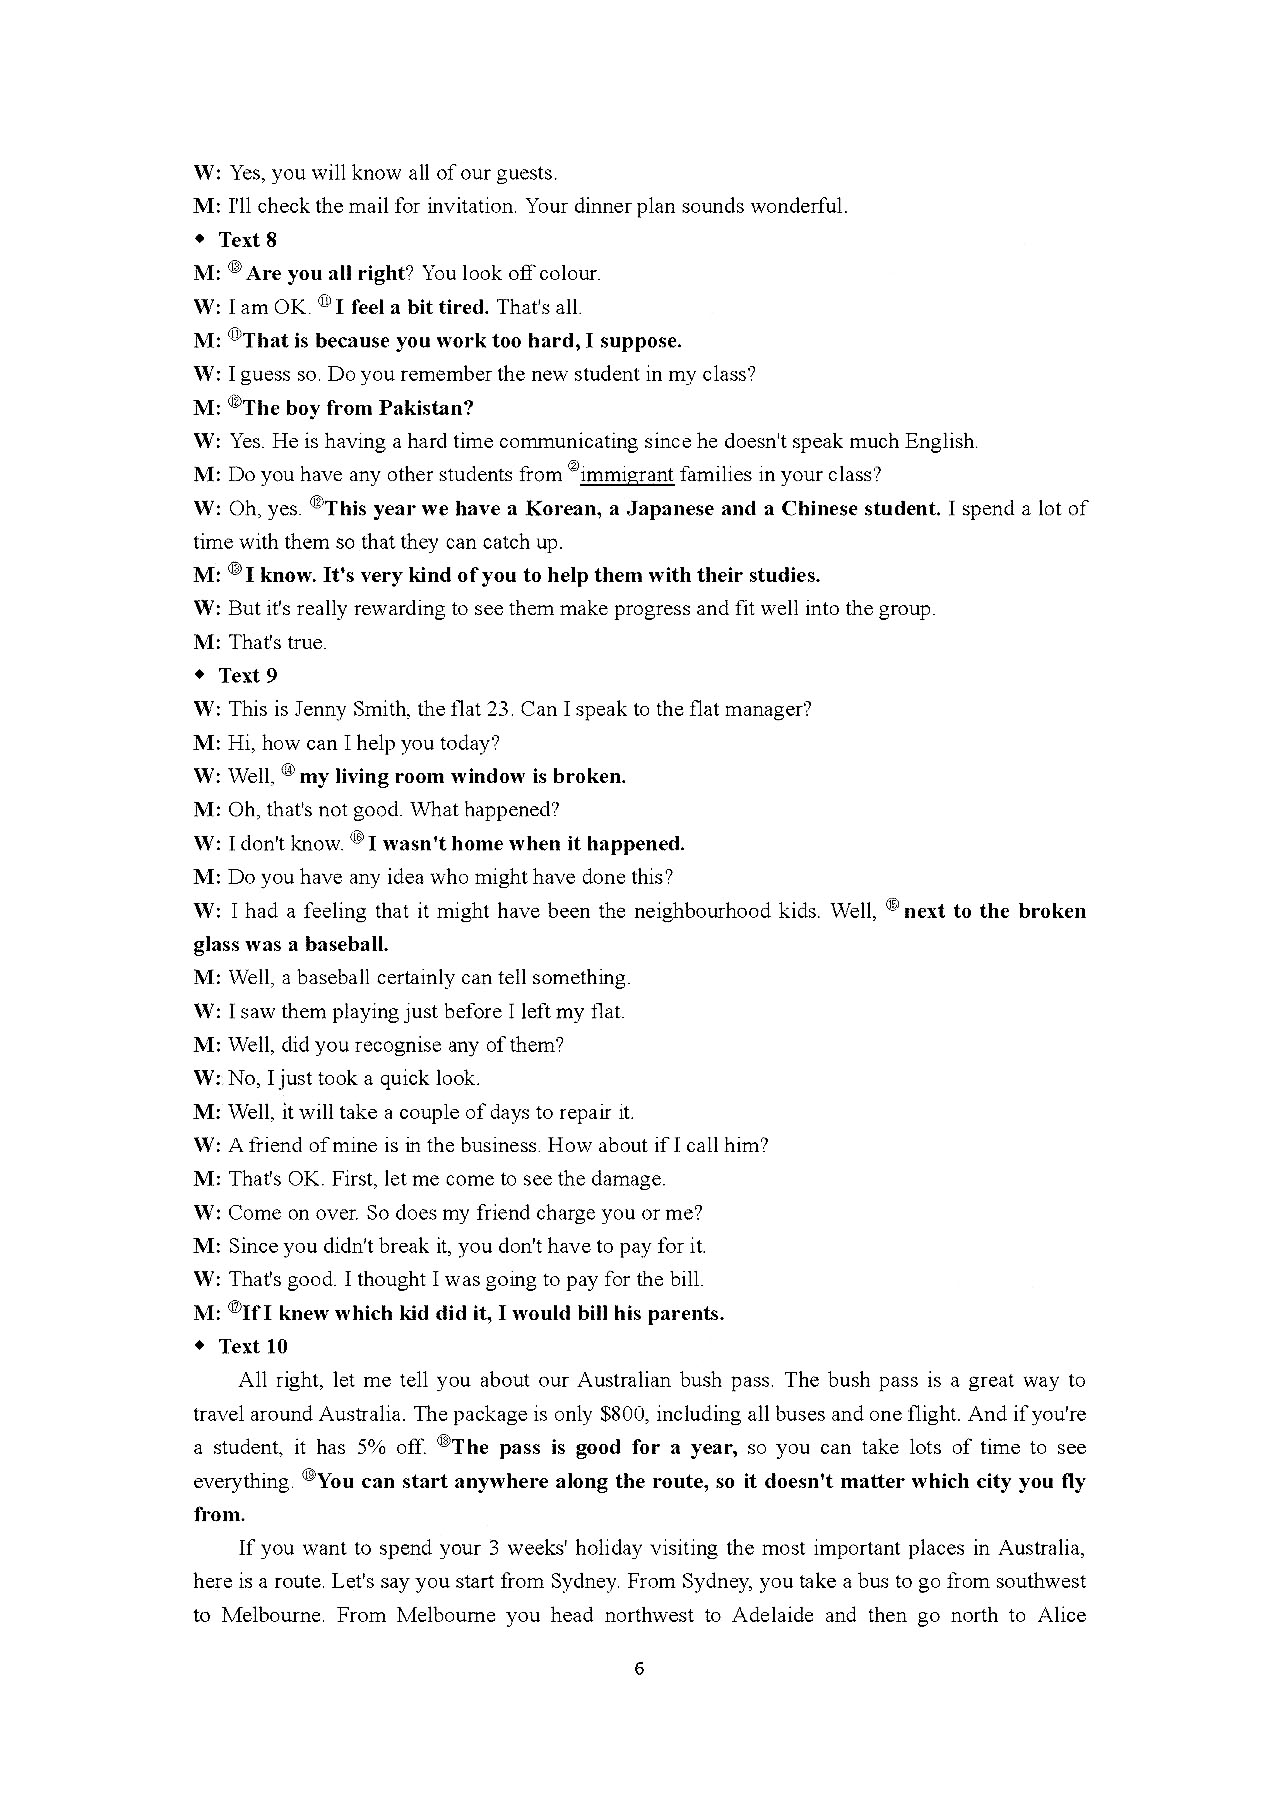 W: Yes, you will know all of our guests.
M: I'll check the mail for invitation. Your dinner plan sounds wonderful.
◆ Text 8
M: ⑬Are you all right? You look off colour.
W: I am OK. ⑪I feel a bit tired. That's all.
M: ⑪That is because you work too hard, I suppose.
W: I guess so. Do you remember the new student in my class?
M: ⑫The boy from Pakistan?
W: Yes. He is having a hard time communicating since he doesn't speak much English.
M: Do you have any other students from ②immigrant families in your class?
W: Oh, yes. ⑫This year we have a Korean, a Japanese and a Chinese student. I spend a lot of
time with them so that they can catch up.
M: ⑬I know. It's very kind of you to help them with their studies.
W: But it's really rewarding to see them make progress and fit well into the group.
M: That's true.
◆ Text 9
W: This is Jenny Smith, the flat 23. Can I speak to the flat manager?
M: Hi, how can I help you today?
W: Well, ⑭my living room window is broken.
M: Oh, that's not good. What happened?
W: I don't know. ⑯I wasn't home when it happened.
M: Do you have any idea who might have done this?
W: I had a feeling that it might have been the neighbourhood kids. Well, ⑮next to the broken
glass was a baseball.
M: Well, a baseball certainly can tell something.
W: I saw them playing just before I left my flat.
M: Well, did you recognise any of them?
W: No, I just took a quick look.
M: Well, it will take a couple of days to repair it.
W: A friend of mine is in the business. How about if I call him?
M: That's OK. First, let me come to see the damage.
W: Come on over. So does my friend charge you or me?
M: Since you didn't break it, you don't have to pay for it.
W: That's good. I thought I was going to pay for the bill.
M: ⑰If I knew which kid did it, I would bill his parents.
◆ Text 10
All right, let me tell you about our Australian bush pass. The bush pass is a great way to
travel around Australia. The package is only $800, including all buses and one flight. And if you're
a student, it has 5% off. ⑱The pass is good for a year, so you can take lots of time to see
everything. ⑲You can start anywhere along the route, so it doesn't matter which city you fly
from.
If you want to spend your 3 weeks' holiday visiting the most important places in Australia,
here is a route. Let's say you start from Sydney. From Sydney, you take a bus to go from southwest
to Melbourne. From Melbourne you head northwest to Adelaide and then go north to Alice
6